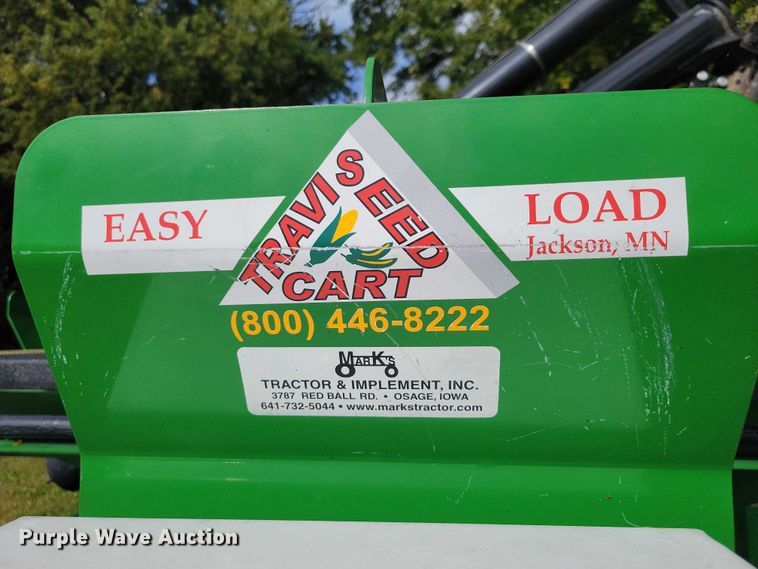 EASY
TRAVIS SEED
CART
LOAD
Jackson, MN
(800) 446-8222
MARK'S
TRACTOR & IMPLEMENT, INC.
3787 RED BALL RD. • OSAGE, IOWA
641-732-5044 • www.markstractor.com
Purple Wave Auction